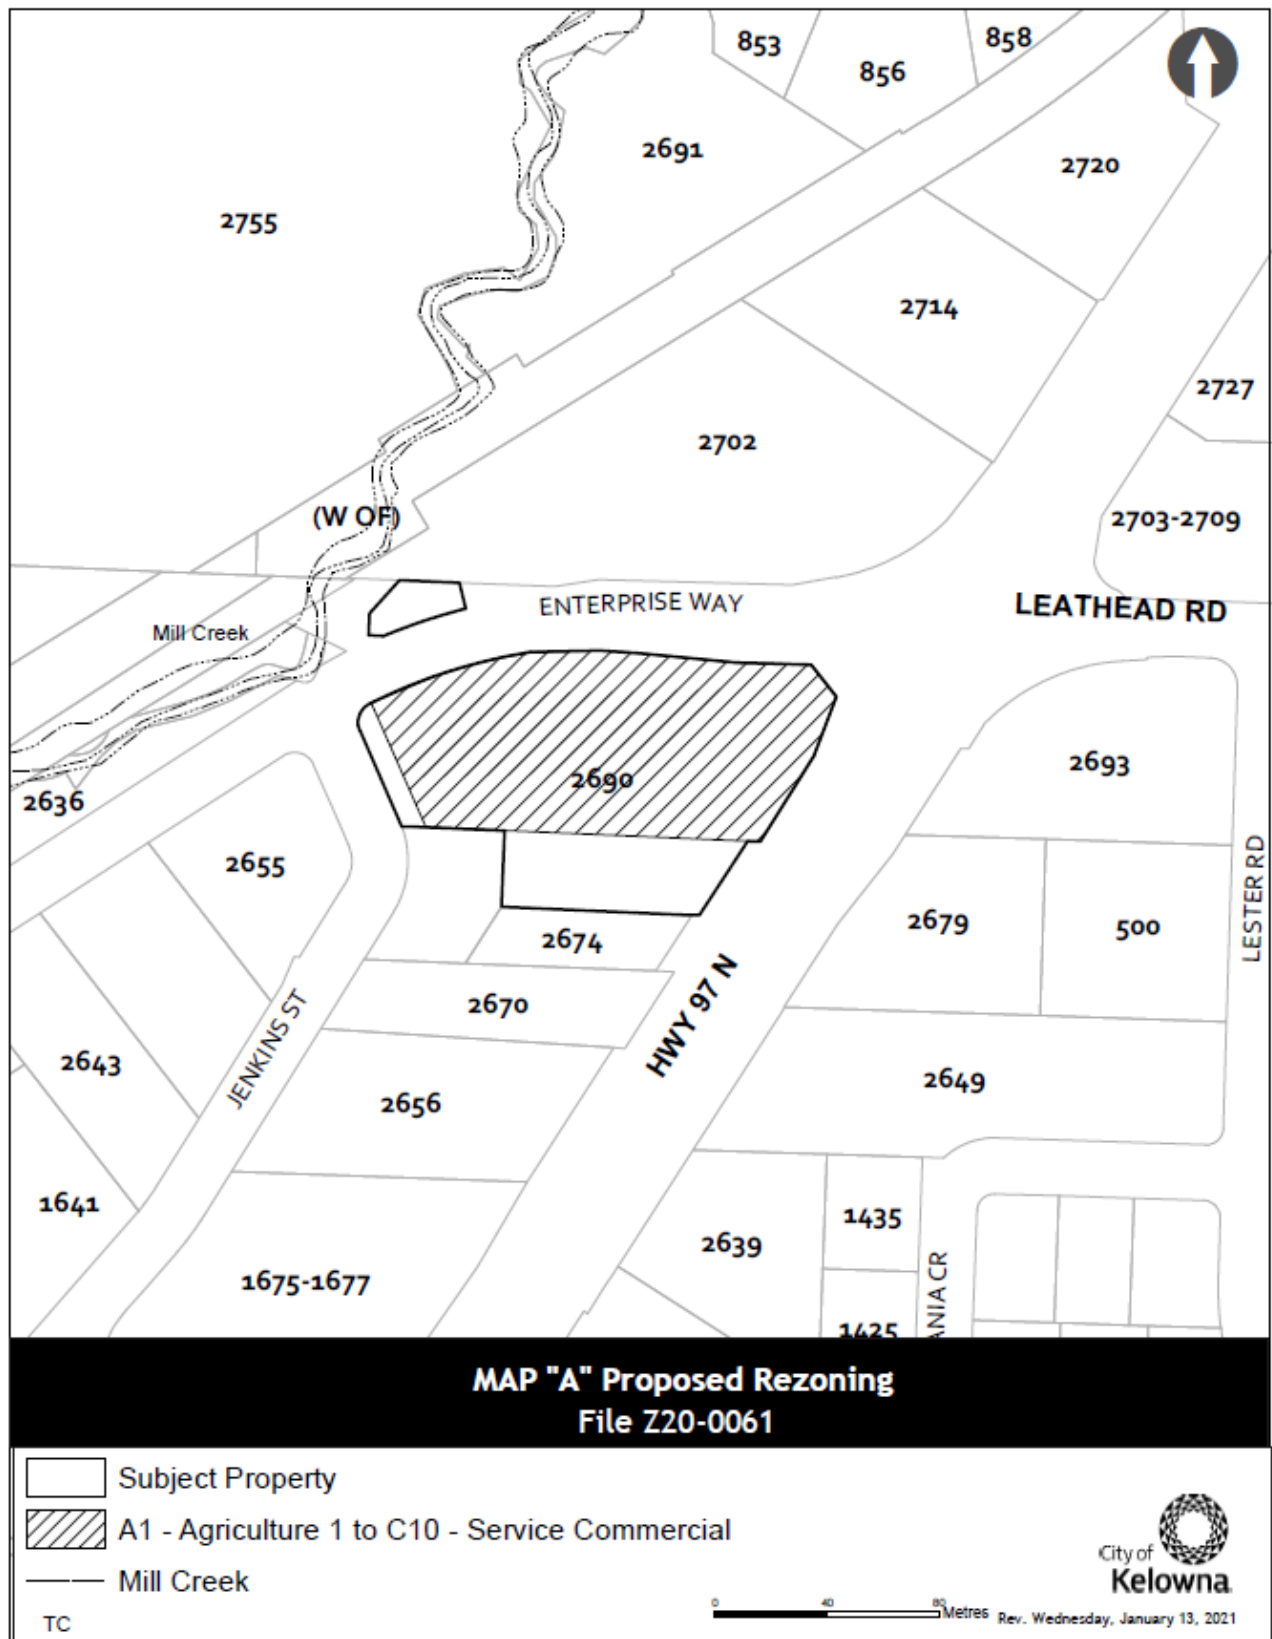 853
858
856
2691
2720
2755
2714
2727
2702
(W OF)
2703-2709
ENTERPRISE WAY
LEATHEAD RD
Mill Creek
2690
2693
2636
2655
LESTER RD
2679
500
2674
HWY 97 N
2670
JENKINS ST
2643
2649
2656
1641
1435
2639
1675-1677
ANIA CR
1425
MAP "A" Proposed Rezoning
File Z20-0061
Subject Property
A1 - Agriculture 1 to C10 - Service Commercial
Mill Creek
City of
Kelowna
TC
0 40 80 Metres
Rev. Wednesday, January 13, 2021